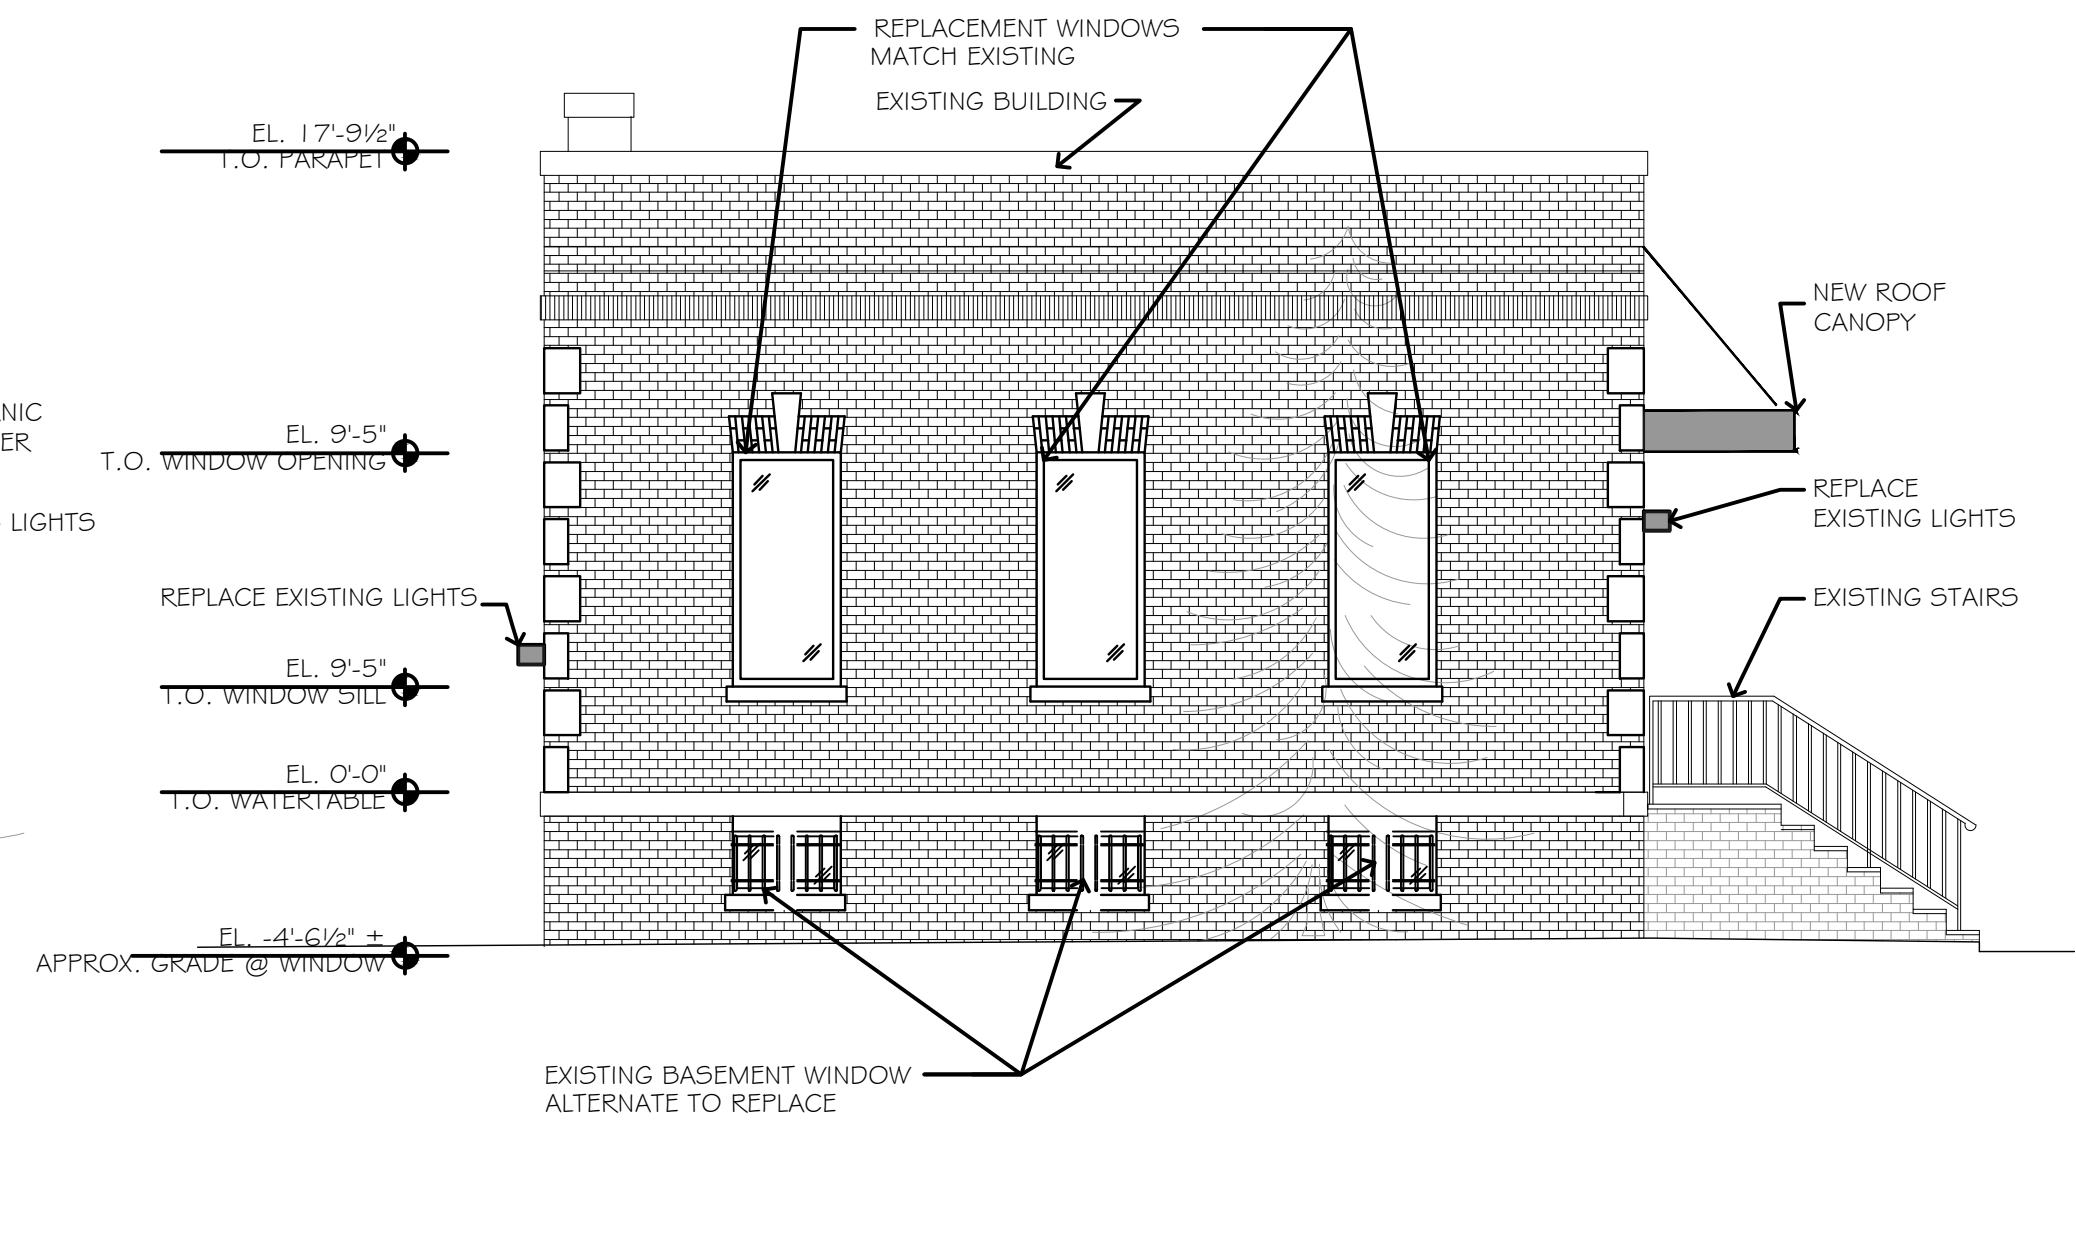 REPLACEMENT WINDOWS
MATCH EXISTING
EXISTING BUILDING
EL. 17'-9½"
T.O. PARAPET
NEW ROOF
CANOPY
NIC
ER
EL. 9'-5"
T.O. WINDOW OPENING
LIGHTS
REPLACE
EXISTING LIGHTS
REPLACE EXISTING LIGHTS
EXISTING STAIRS
EL. 9'-5"
T.O. WINDOW SILL
EL. 0'-0"
T.O. WATERTABLE
EL. -4'-6½" ±
APPROX. GRADE @ WINDOW
EXISTING BASEMENT WINDOW
ALTERNATE TO REPLACE